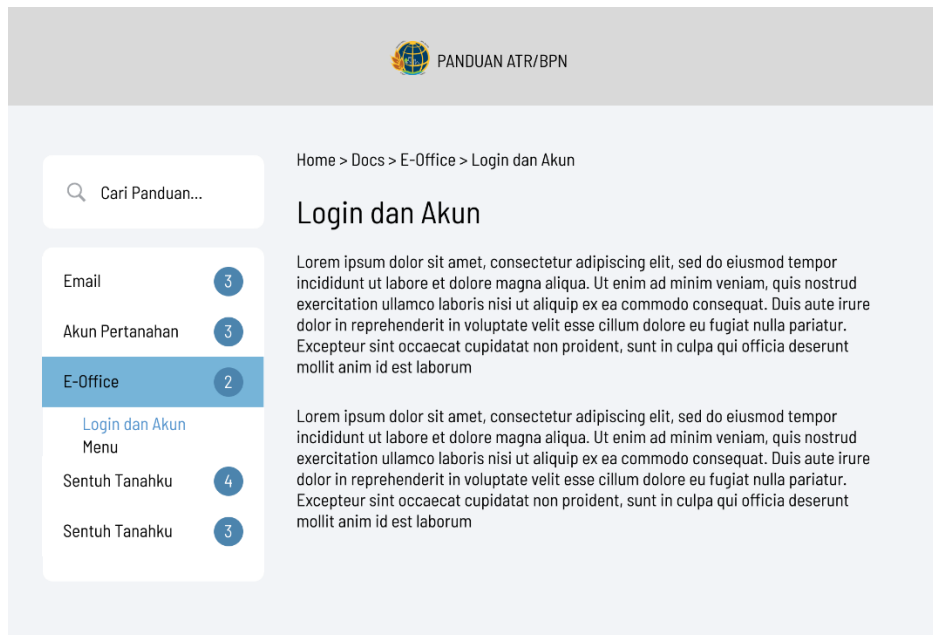 PANDUAN ATR/BPN
Cari Panduan...
Email 3
Akun Pertanahan 3
E-Office 2
Login dan Akun
Menu
Sentuh Tanahku 4
Sentuh Tanahku 3
Home > Docs > E-Office > Login dan Akun
Login dan Akun
Lorem ipsum dolor sit amet, consectetur adipiscing elit, sed do eiusmod tempor
incididunt ut labore et dolore magna aliqua. Ut enim ad minim veniam, quis nostrud
exercitation ullamco laboris nisi ut aliquip ex ea commodo consequat. Duis aute irure
dolor in reprehenderit in voluptate velit esse cillum dolore eu fugiat nulla pariatur.
Excepteur sint occaecat cupidatat non proident, sunt in culpa qui officia deserunt
mollit anim id est laborum
Lorem ipsum dolor sit amet, consectetur adipiscing elit, sed do eiusmod tempor
incididunt ut labore et dolore magna aliqua. Ut enim ad minim veniam, quis nostrud
exercitation ullamco laboris nisi ut aliquip ex ea commodo consequat. Duis aute irure
dolor in reprehenderit in voluptate velit esse cillum dolore eu fugiat nulla pariatur.
Excepteur sint occaecat cupidatat non proident, sunt in culpa qui officia deserunt
mollit anim id est laborum